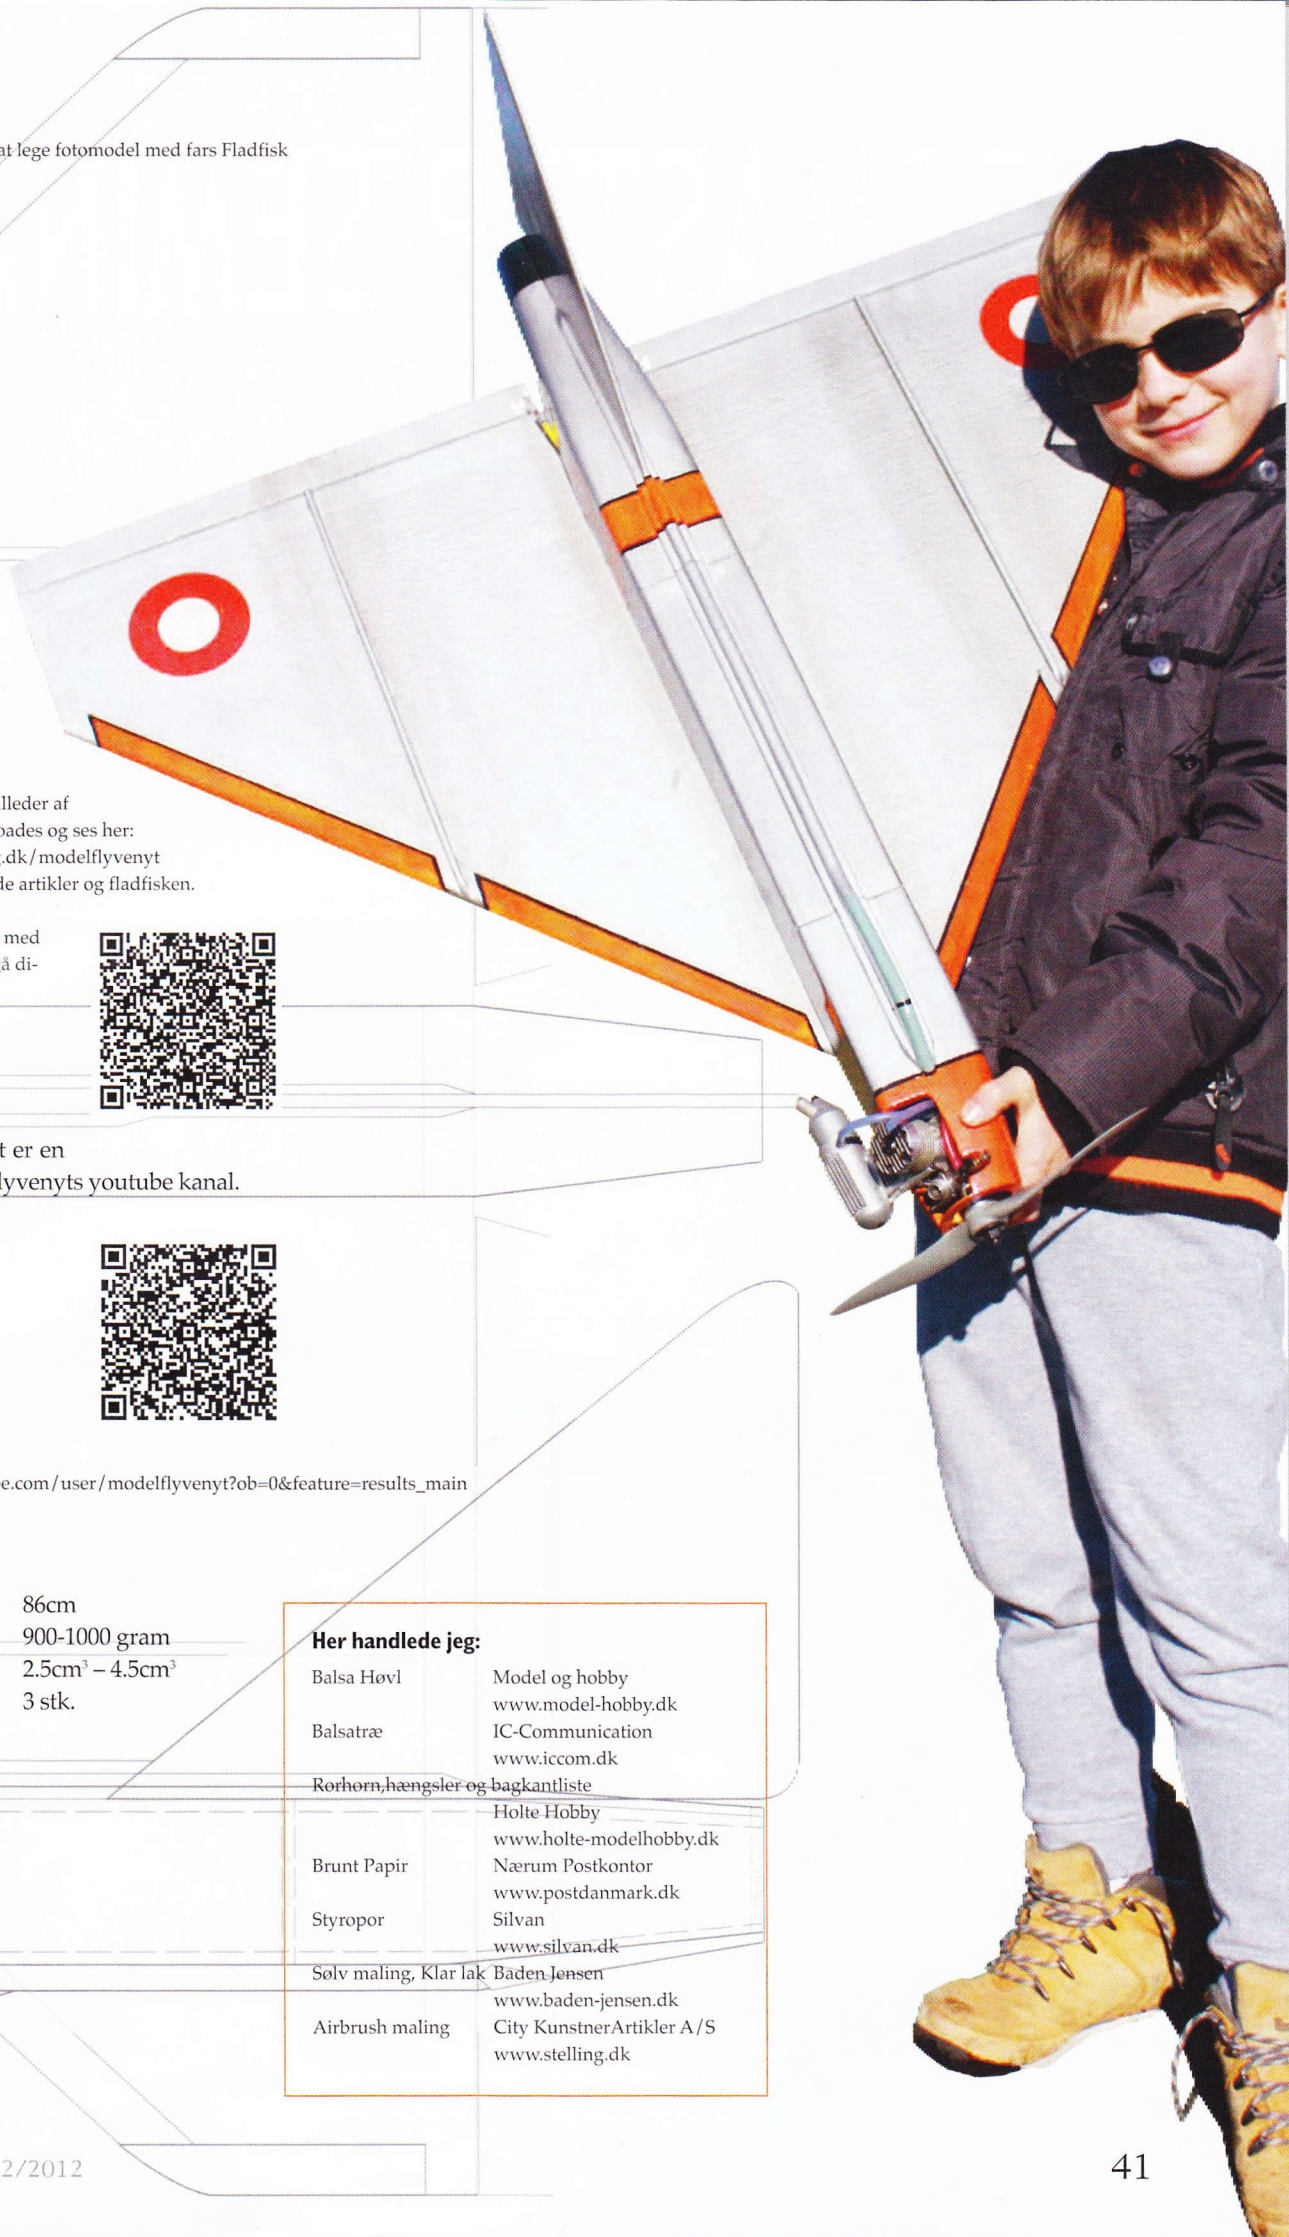 at lege fotomodel med fars Fladfisk
lleder af
oades og ses her:
g.dk/modelflyvenyt
de artikler og fladfisken.
med
å di-
t er en
lyvenyts youtube kanal.
e.com/user/modelflyvenyt?ob=0&feature=results_main
86cm
900-1000 gram
2.5cm³ – 4.5cm³
3 stk.
Her handlede jeg:
Balsa Høvl Model og hobby
www.model-hobby.dk
Balsatræ IC-Communication
www.iccom.dk
Rorhorn,hængsler og bagkantliste
Holte Hobby
www.holte-modelhobby.dk
Brunt Papir Nærum Postkontor
www.postdanmark.dk
Styropor Silvan
www.silvan.dk
Sølv maling, Klar lak Baden Jensen
www.baden-jensen.dk
Airbrush maling City KunstnerArtikler A/S
www.stelling.dk
2/2012
41